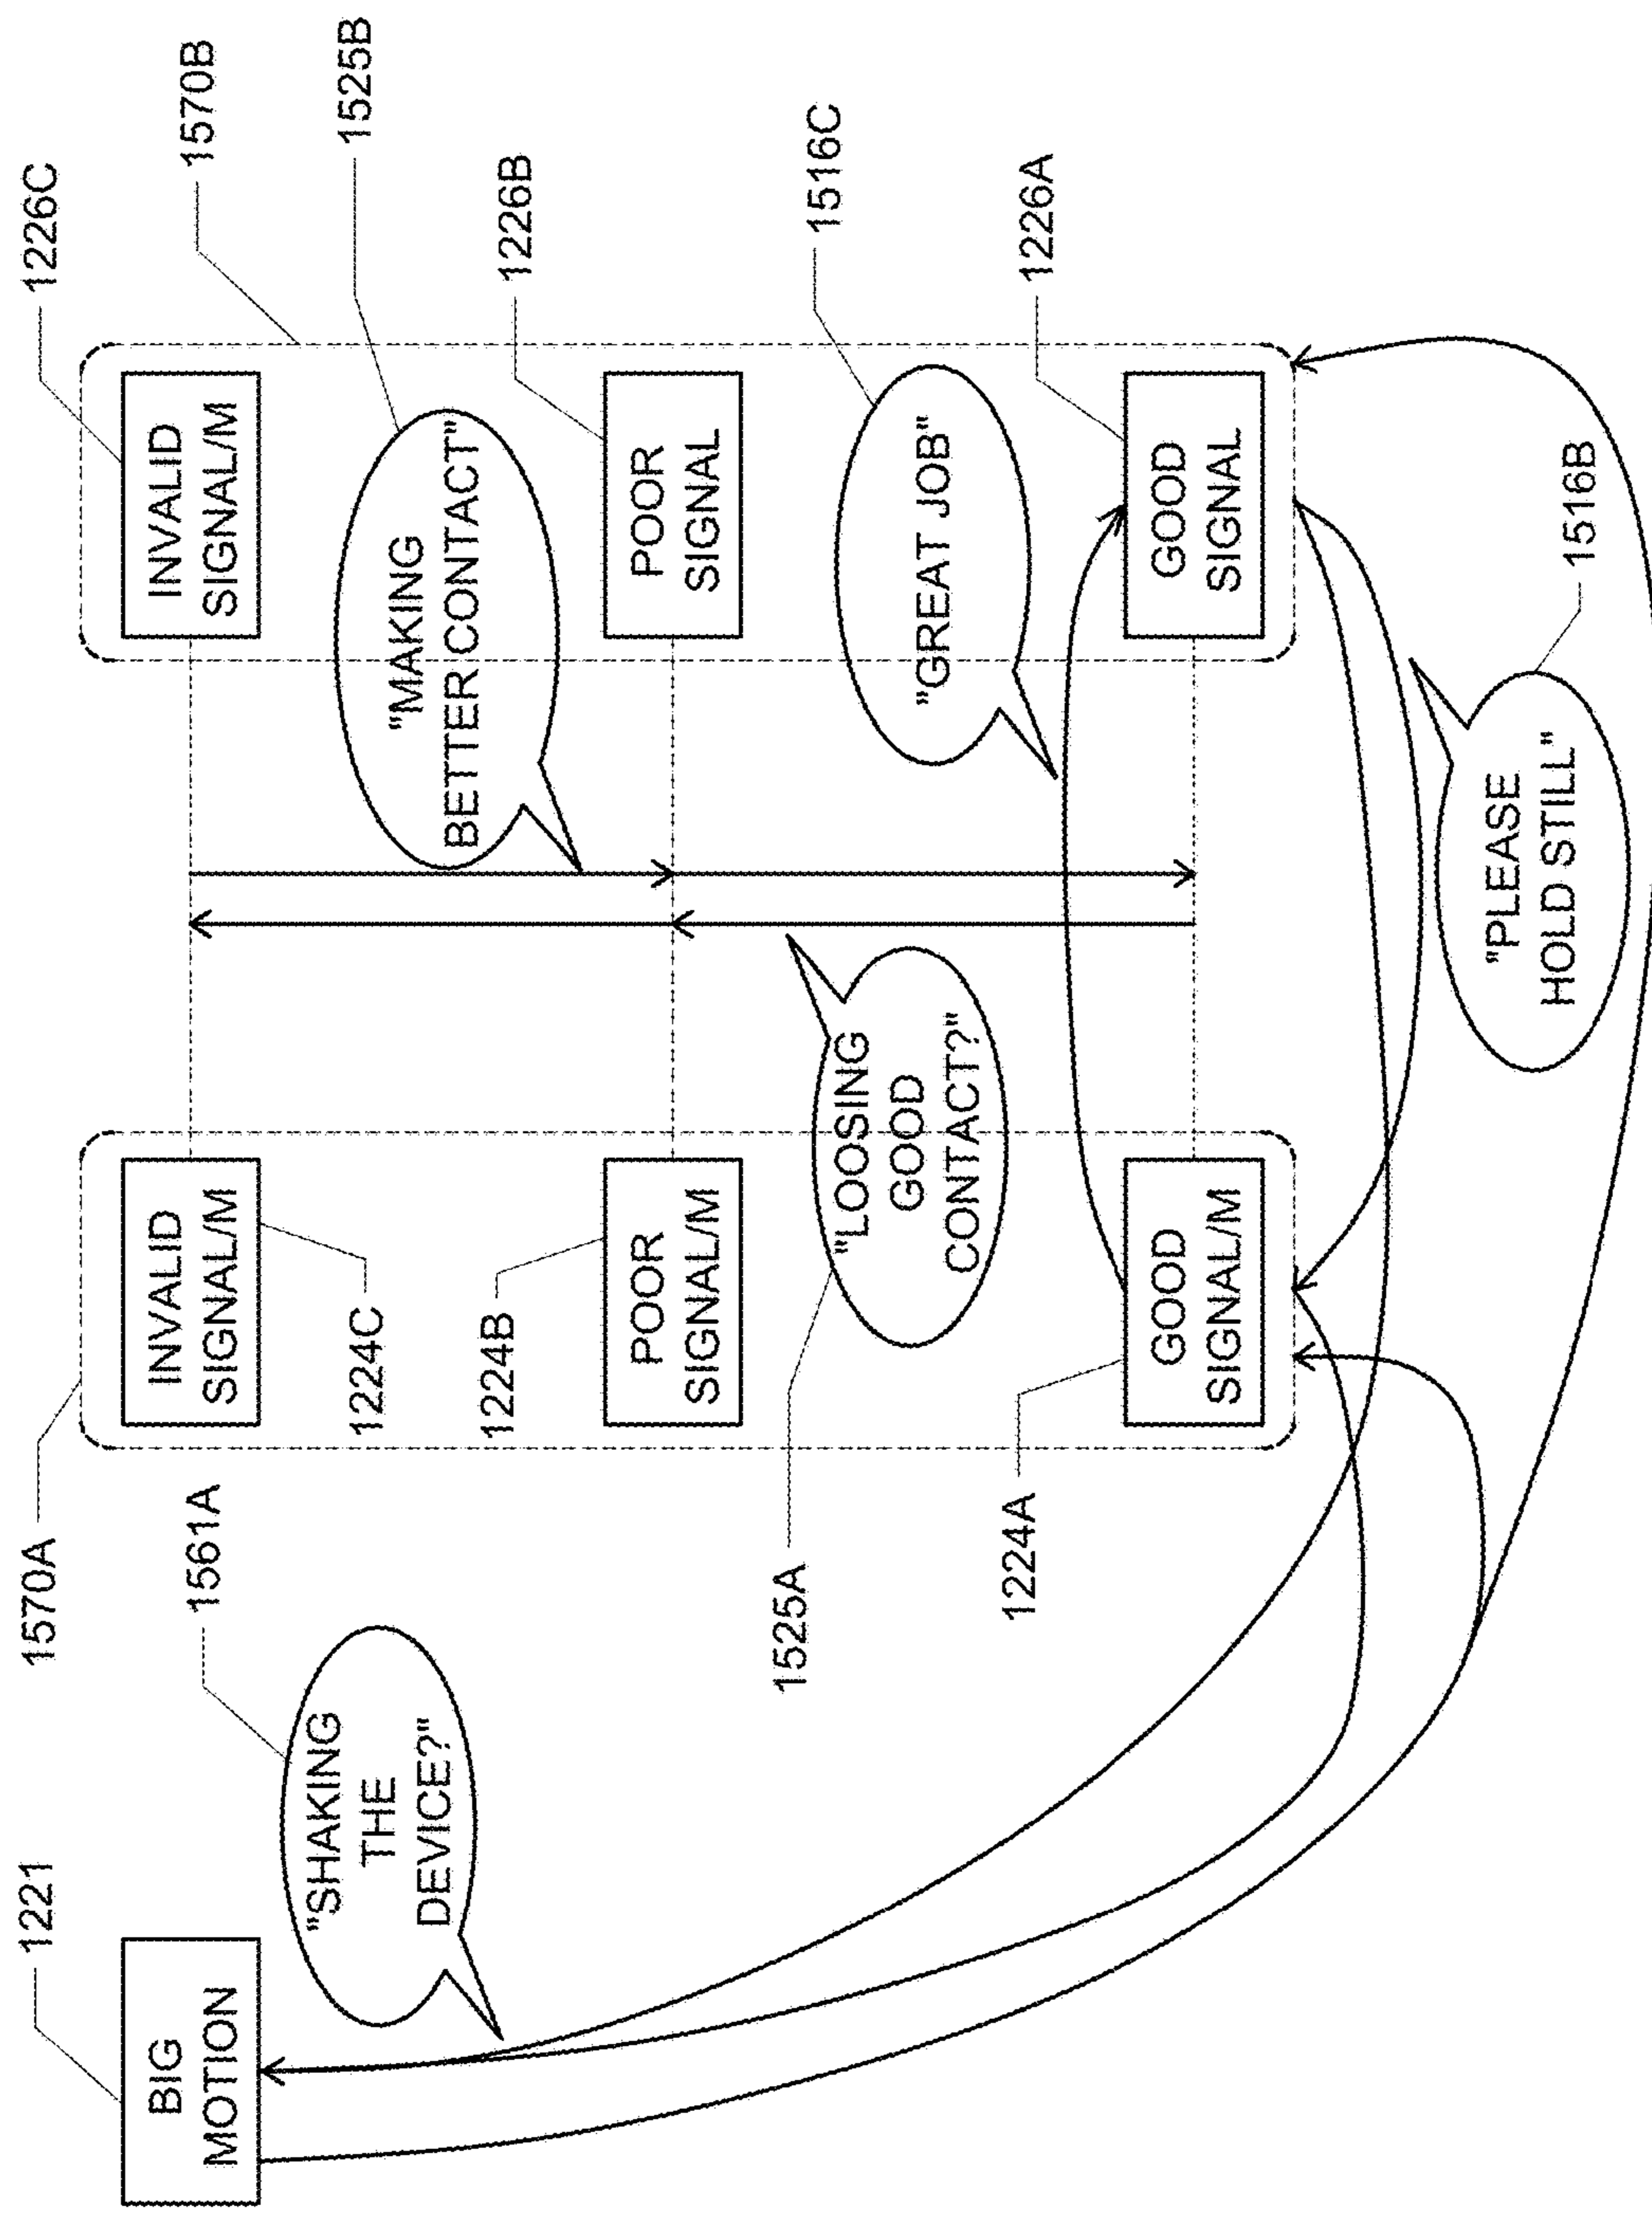 1221
BIG
MOTION
1561A
"SHAKING
THE
DEVICE?"
1570A
INVALID
SIGNAL/M
1224C
1224B
POOR
SIGNAL/M
1525A
"LOOSING
GOOD
CONTACT?"
1224A
GOOD
SIGNAL/M
1226C
INVALID
SIGNAL/M
1570B
1525B
"MAKING
BETTER CONTACT"
1226B
POOR
SIGNAL
1516C
"GREAT JOB"
1226A
GOOD
SIGNAL
1516B
"PLEASE
HOLD STILL"